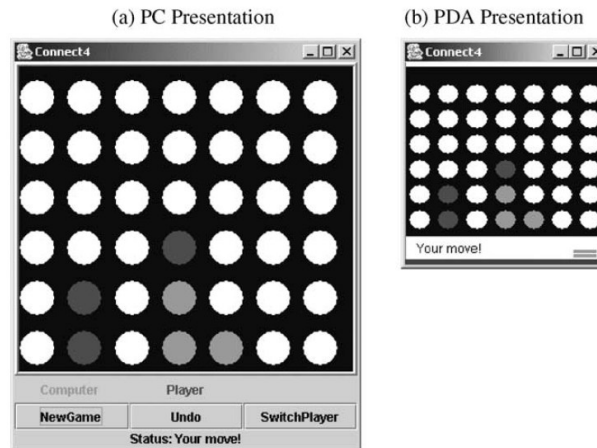 (a) PC Presentation
(b) PDA Presentation
Connect4
Connect4
Your move!
Computer Player
NewGame Undo SwitchPlayer
Status: Your move!